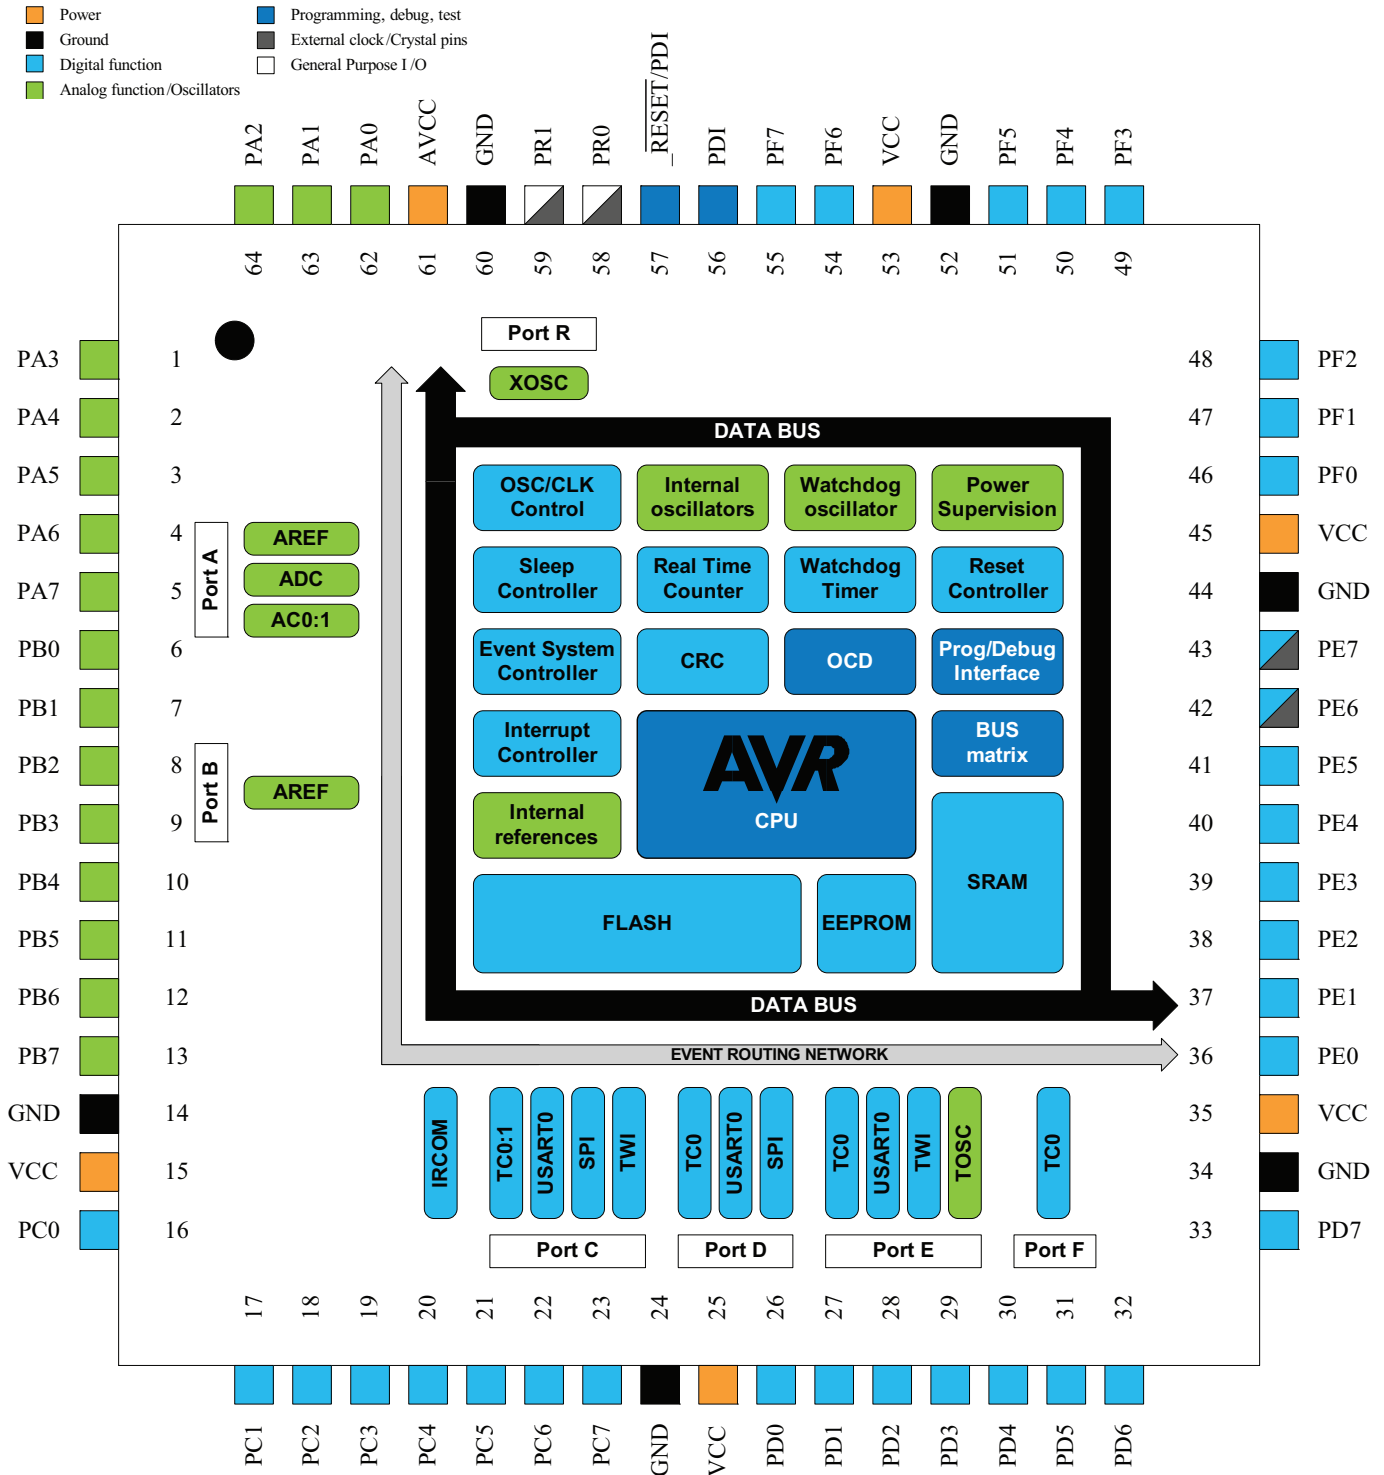 Power
Ground
Digital function
Analog function/Oscillators
Programming, debug, test
External clock/Crystal pins
General Purpose I/O
PA2
PA1
PA0
AVCC
GND
PR1
PR0
_RESET/PDI
PDI
PF7
PF6
VCC
GND
PF5
PF4
PF3
64
63
62
61
60
59
58
57
56
55
54
53
52
51
50
49
PA3 1
PA4 2
PA5 3
PA6 4
PA7 5
PB0 6
PB1 7
PB2 8
PB3 9
PB4 10
PB5 11
PB6 12
PB7 13
GND 14
VCC 15
PC0 16
Port A
AREF
ADC
AC0:1
Port B
AREF
Port R
XOSC
DATA BUS
OSC/CLK
Control
Internal
oscillators
Watchdog
oscillator
Power
Supervision
Sleep
Controller
Real Time
Counter
Watchdog
Timer
Reset
Controller
Event System
Controller
CRC
OCD
Prog/Debug
Interface
Interrupt
Controller
AVR
CPU
BUS
matrix
Internal
references
SRAM
FLASH
EEPROM
DATA BUS
EVENT ROUTING NETWORK
IRCOM
TC0:1
USART0
SPI
TWI
TC0
USART0
SPI
TC0
USART0
TWI
TOSC
TC0
Port C
Port D
Port E
Port F
48 PF2
47 PF1
46 PF0
45 VCC
44 GND
43 PE7
42 PE6
41 PE5
40 PE4
39 PE3
38 PE2
37 PE1
36 PE0
35 VCC
34 GND
33 PD7
17
18
19
20
21
22
23
24
25
26
27
28
29
30
31
32
PC1
PC2
PC3
PC4
PC5
PC6
PC7
GND
VCC
PD0
PD1
PD2
PD3
PD4
PD5
PD6